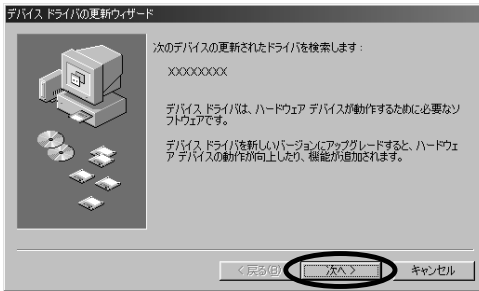 デバイス ドライバの更新ウィザード
次のデバイスの更新されたドライバを検索します:
XXXXXXXX
デバイス ドライバは、ハードウェア デバイスが動作するために必要なソ
フトウェアです。
デバイス ドライバを新しいバージョンにアップグレードすると、ハードウェ
ア デバイスの動作が向上したり、機能が追加されます。
< 戻る(B) 次へ > キャンセル